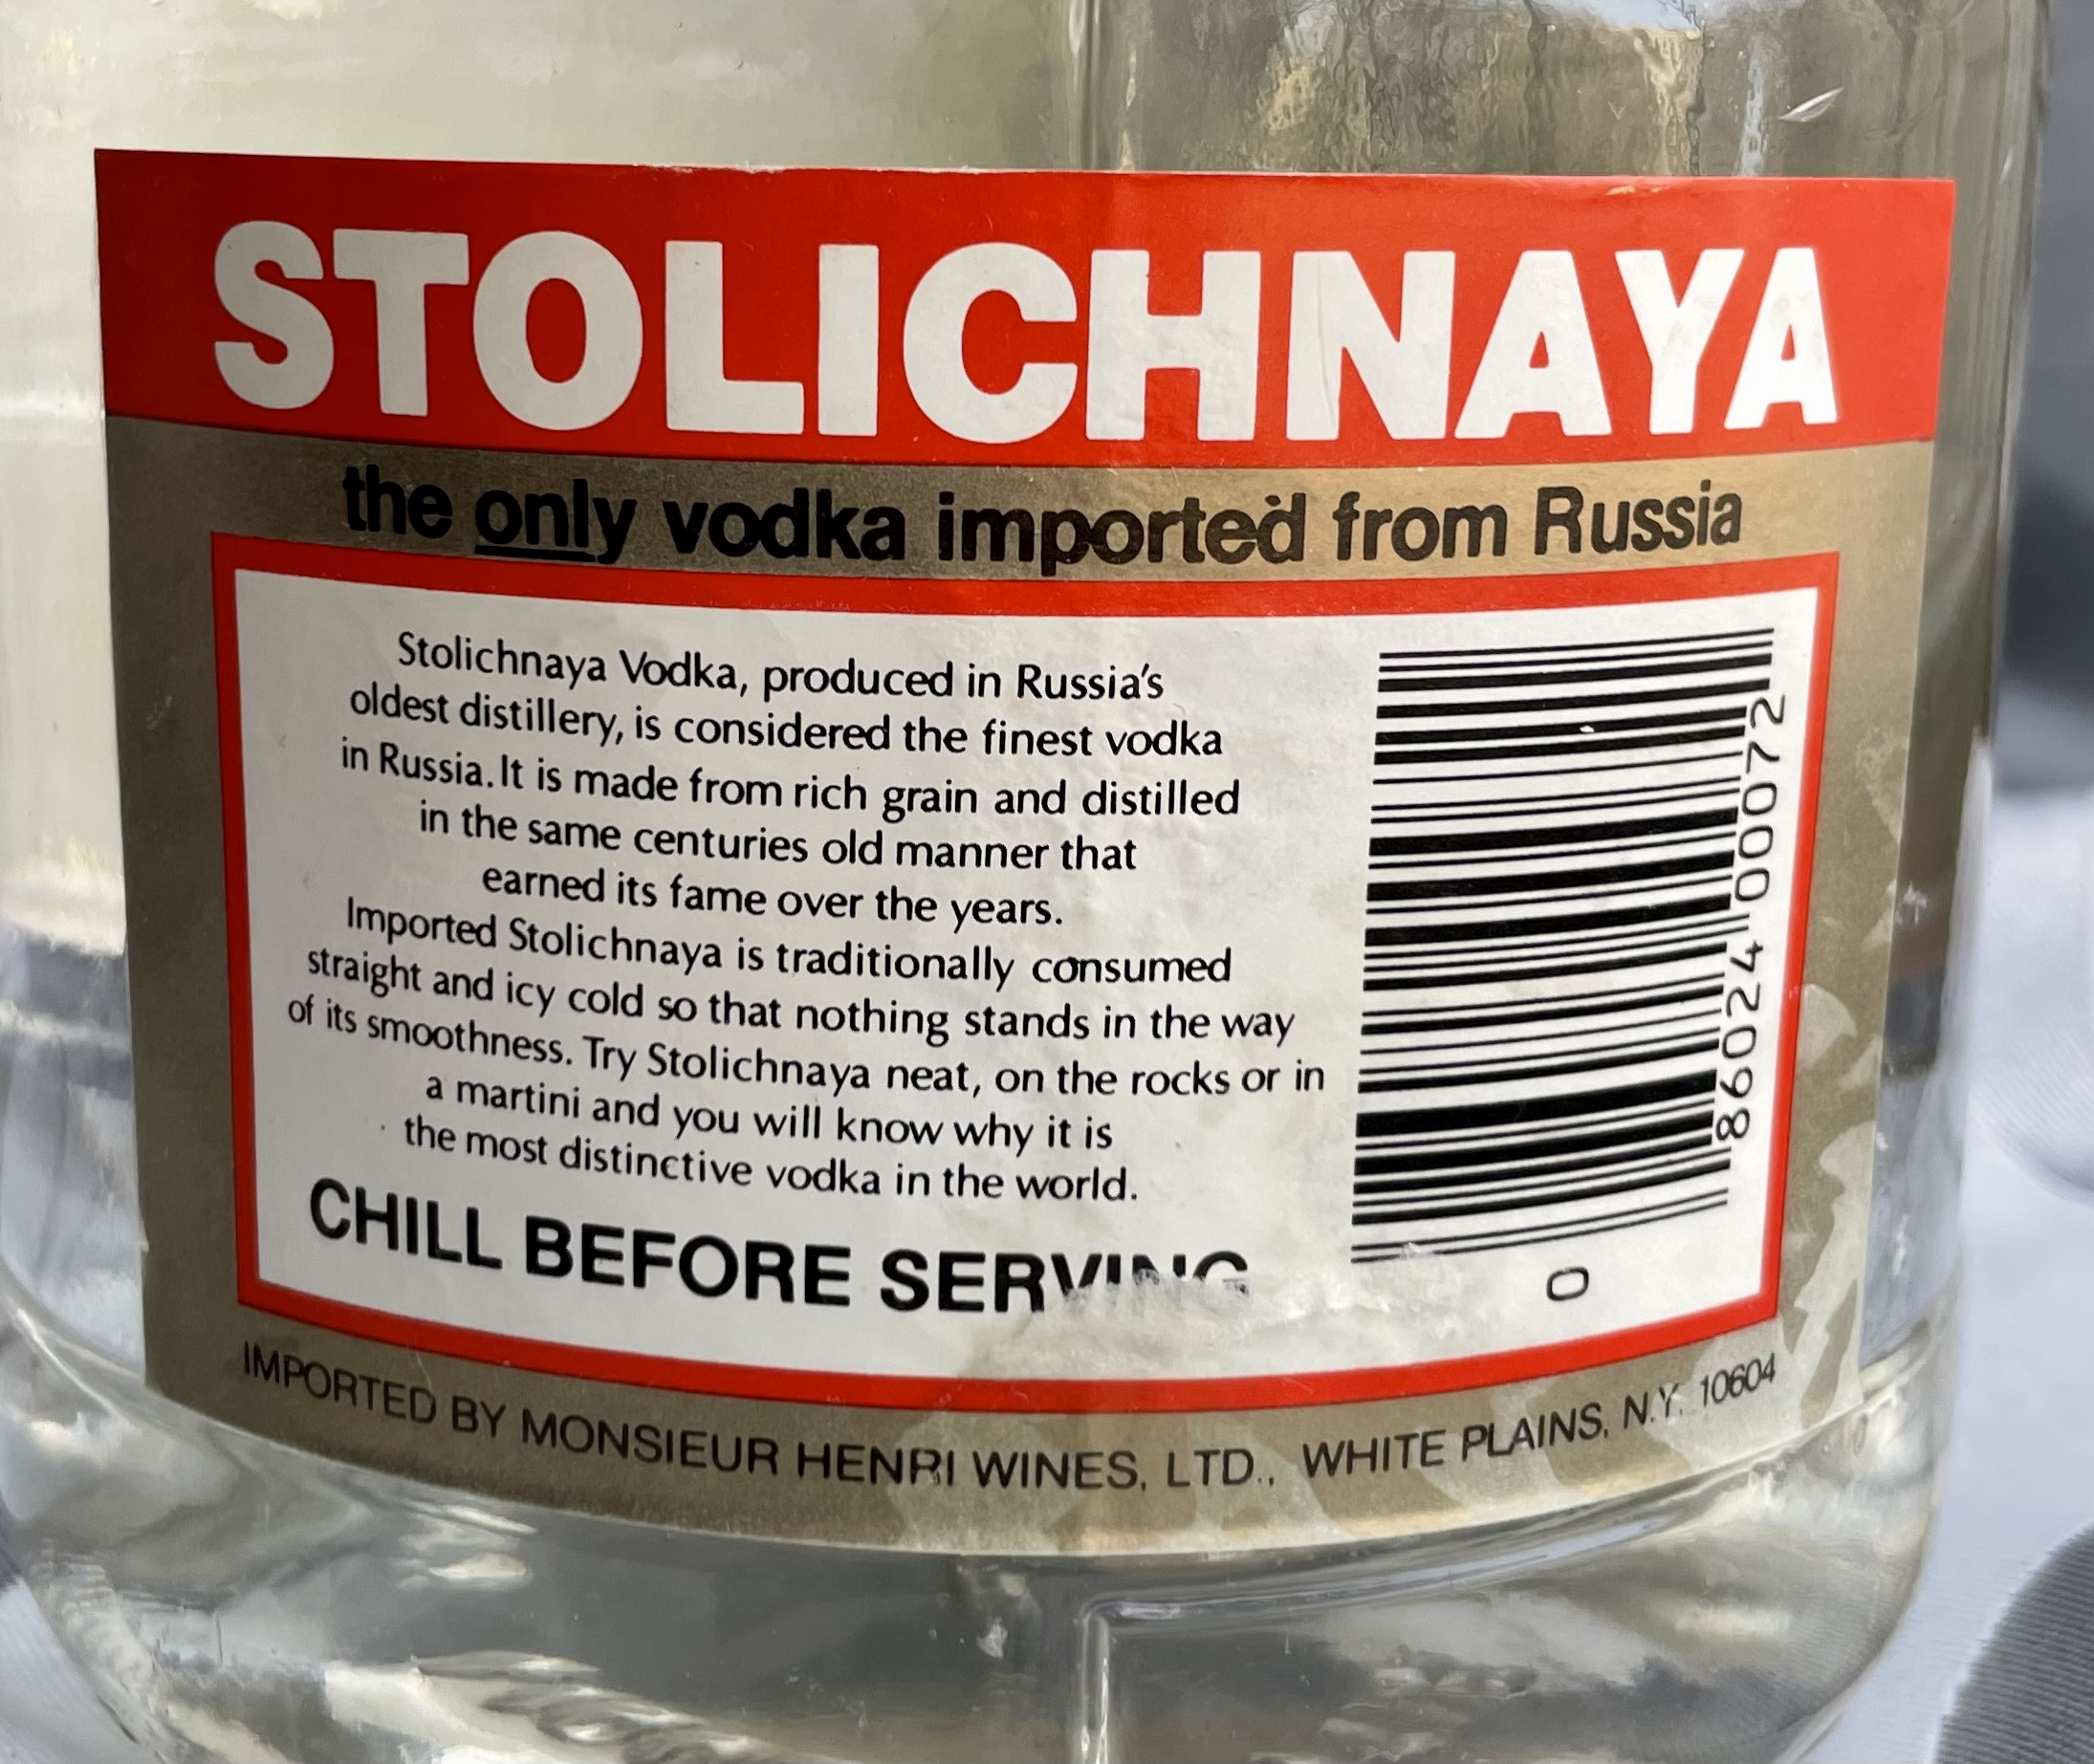 STOLICHNAYA
the only vodka imported from Russia
Stolichnaya Vodka, produced in Russia's
oldest distillery, is considered the finest vodka
in Russia. It is made from rich grain and distilled
in the same centuries old manner that
earned its fame over the years.
Imported Stolichnaya is traditionally consumed
straight and icy cold so that nothing stands in the way
of its smoothness. Try Stolichnaya neat, on the rocks or in
a martini and you will know why it is
the most distinctive vodka in the world.
CHILL BEFORE SERVING
0 86024 00072
IMPORTED BY MONSIEUR HENRI WINES, LTD., WHITE PLAINS, N.Y. 10604